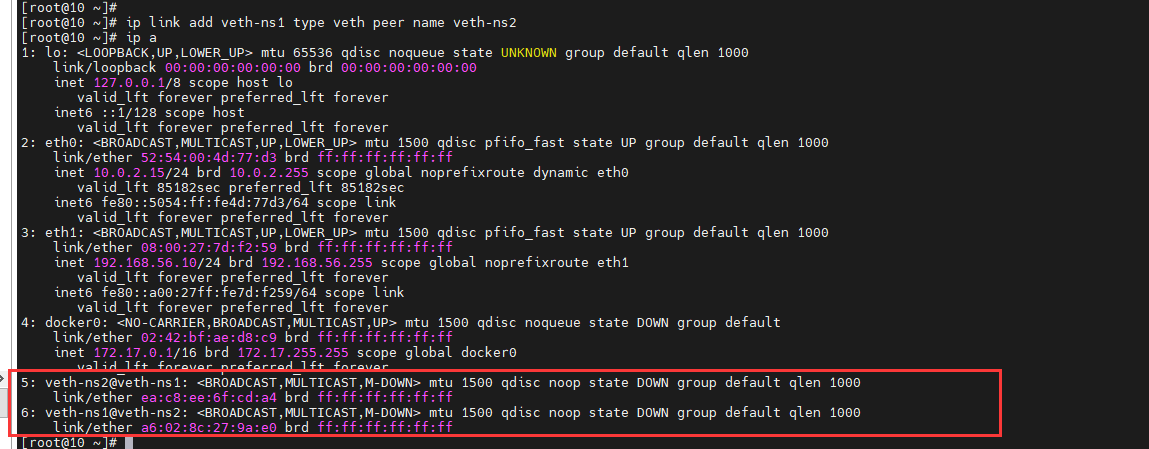 [root@10 ~]#
[root@10 ~]# ip link add veth-ns1 type veth peer name veth-ns2
[root@10 ~]# ip a
1: lo: <LOOPBACK,UP,LOWER_UP> mtu 65536 qdisc noqueue state UNKNOWN group default qlen 1000
    link/loopback 00:00:00:00:00:00 brd 00:00:00:00:00:00
    inet 127.0.0.1/8 scope host lo
       valid_lft forever preferred_lft forever
    inet6 ::1/128 scope host
       valid_lft forever preferred_lft forever
2: eth0: <BROADCAST,MULTICAST,UP,LOWER_UP> mtu 1500 qdisc pfifo_fast state UP group default qlen 1000
    link/ether 52:54:00:4d:77:d3 brd ff:ff:ff:ff:ff:ff
    inet 10.0.2.15/24 brd 10.0.2.255 scope global noprefixroute dynamic eth0
       valid_lft 85182sec preferred_lft 85182sec
    inet6 fe80::5054:ff:fe4d:77d3/64 scope link
       valid_lft forever preferred_lft forever
3: eth1: <BROADCAST,MULTICAST,UP,LOWER_UP> mtu 1500 qdisc pfifo_fast state UP group default qlen 1000
    link/ether 08:00:27:7d:f2:59 brd ff:ff:ff:ff:ff:ff
    inet 192.168.56.10/24 brd 192.168.56.255 scope global noprefixroute eth1
       valid_lft forever preferred_lft forever
    inet6 fe80::a00:27ff:fe7d:f259/64 scope link
       valid_lft forever preferred_lft forever
4: docker0: <NO-CARRIER,BROADCAST,MULTICAST,UP> mtu 1500 qdisc noqueue state DOWN group default
    link/ether 02:42:bf:ae:d8:c9 brd ff:ff:ff:ff:ff:ff
    inet 172.17.0.1/16 brd 172.17.255.255 scope global docker0
       valid_lft forever preferred_lft forever
5: veth-ns2@veth-ns1: <BROADCAST,MULTICAST,M-DOWN> mtu 1500 qdisc noop state DOWN group default qlen 1000
    link/ether ea:c8:ee:6f:cd:a4 brd ff:ff:ff:ff:ff:ff
6: veth-ns1@veth-ns2: <BROADCAST,MULTICAST,M-DOWN> mtu 1500 qdisc noop state DOWN group default qlen 1000
    link/ether a6:02:8c:27:9a:e0 brd ff:ff:ff:ff:ff:ff
[root@10 ~]#